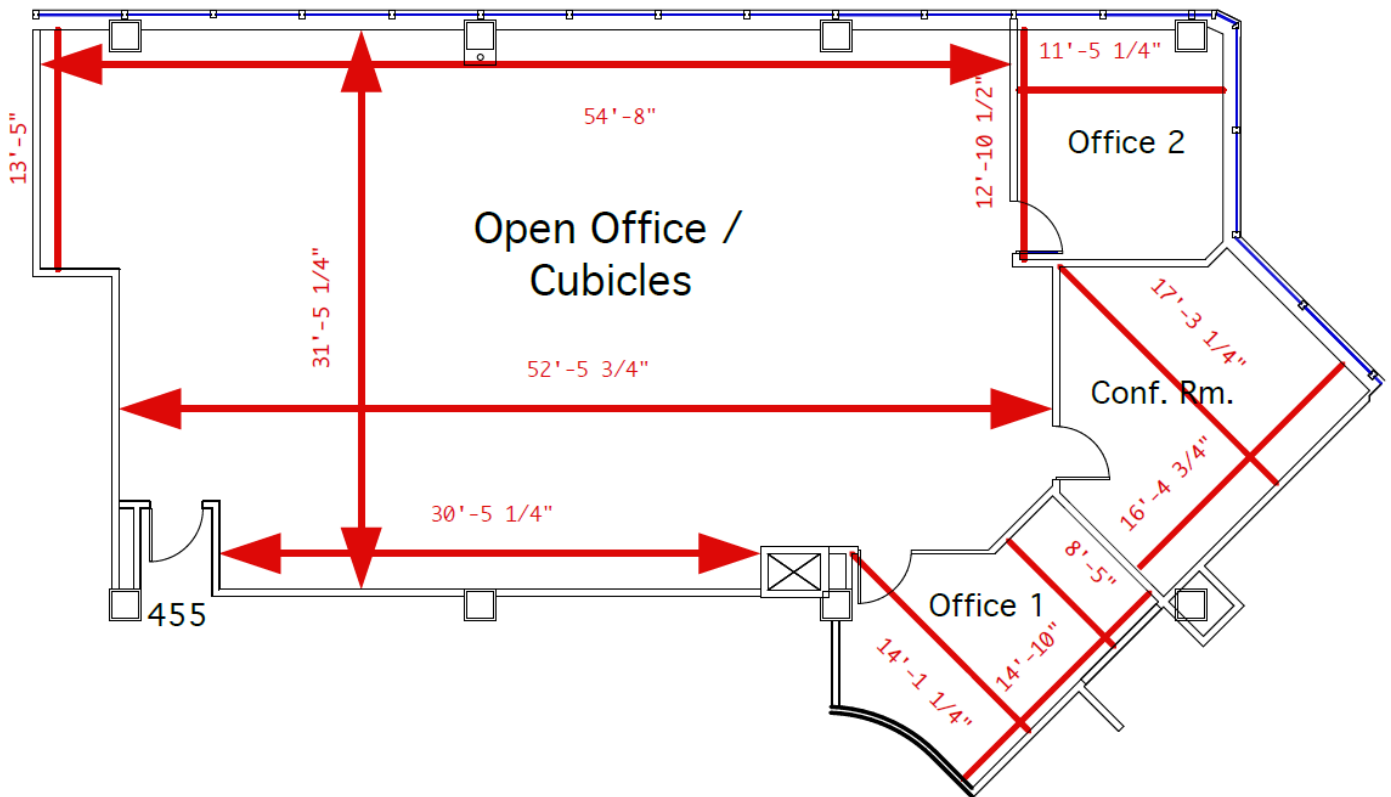 11'-5 1/4"
54'-8"
13'-5"
12'-10 1/2"
Office 2
Open Office /
Cubicles
31'-5 1/4"
17'-3 1/4"
52'-5 3/4"
Conf. Rm.
16'-4 3/4"
30'-5 1/4"
8'-5"
455
Office 1
14'-10"
14'-1 1/4"